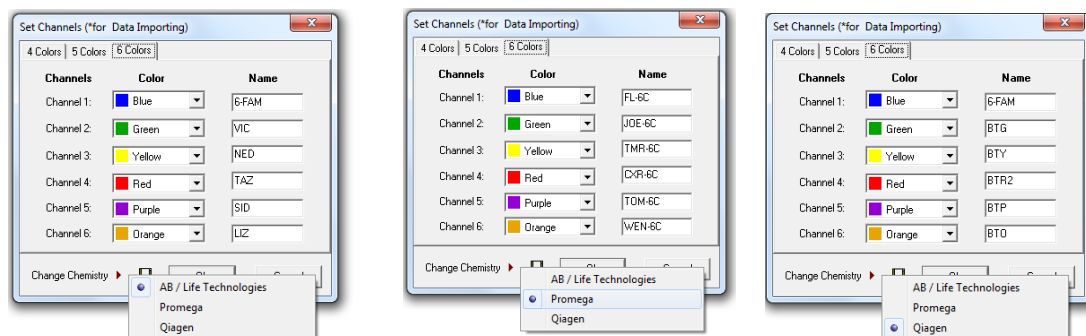 Set Channels (*for Data Importing)
4 Colors 5 Colors 6 Colors
Channels Color Name
Channel 1: Blue 6-FAM
Channel 2: Green VIC
Channel 3: Yellow NED
Channel 4: Red TAZ
Channel 5: Purple SID
Channel 6: Orange LIZ
Change Chemistry
AB / Life Technologies
Promega
Qiagen
Set Channels (*for Data Importing)
4 Colors 5 Colors 6 Colors
Channels Color Name
Channel 1: Blue FL-6C
Channel 2: Green JOE-6C
Channel 3: Yellow TMR-6C
Channel 4: Red CXR-6C
Channel 5: Purple TOM-6C
Channel 6: Orange WEN-6C
Change Chemistry
AB / Life Technologies
Promega
Qiagen
Set Channels (*for Data Importing)
4 Colors 5 Colors 6 Colors
Channels Color Name
Channel 1: Blue 6-FAM
Channel 2: Green BTG
Channel 3: Yellow BTY
Channel 4: Red BTR2
Channel 5: Purple BTP
Channel 6: Orange BTO
Change Chemistry
AB / Life Technologies
Promega
Qiagen